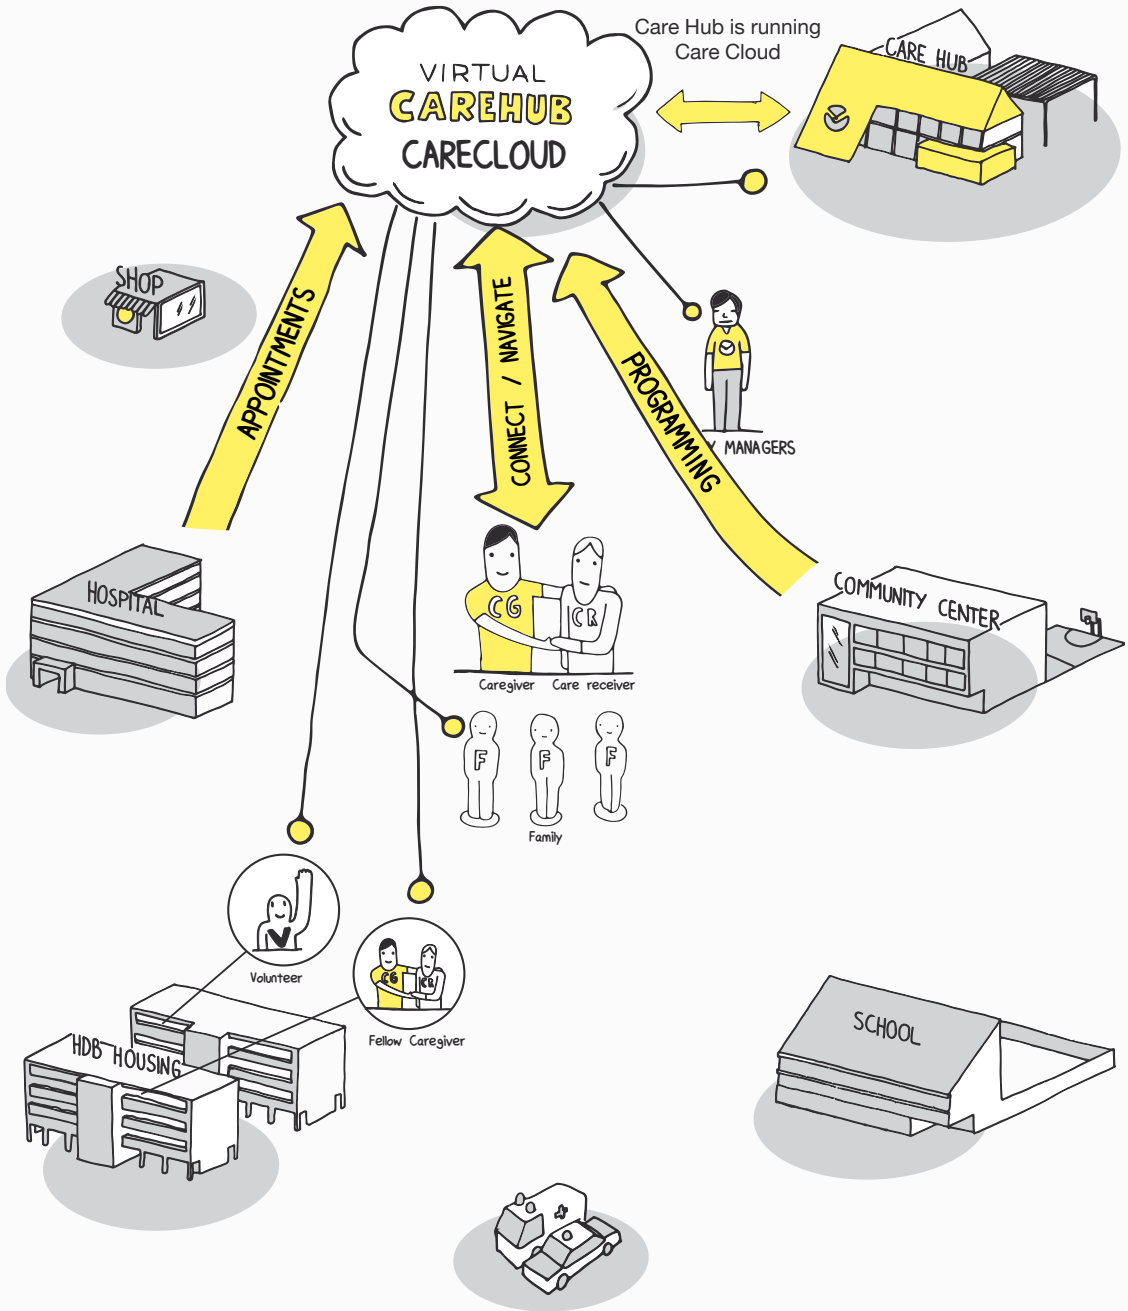 Care Hub is running
Care Cloud
VIRTUAL
CAREHUB
CARECLOUD
CARE HUB
SHOP
APPOINTMENTS
CONNECT / NAVIGATE
PROGRAMMING
MANAGERS
HOSPITAL
CG
CR
COMMUNITY CENTER
Caregiver
Care receiver
F
F
F
Family
V
Volunteer
CG
CR
Fellow Caregiver
HDB HOUSING
SCHOOL